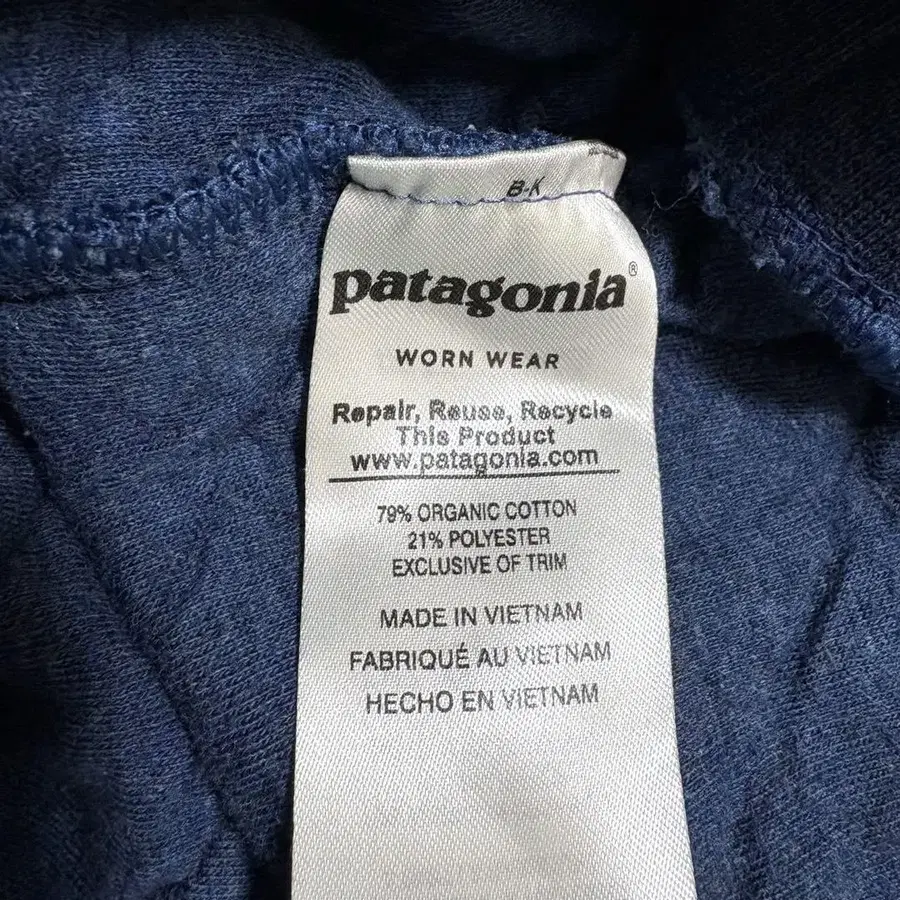 B-K
patagonia®
WORN WEAR
Repair, Reuse, Recycle
This Product
www.patagonia.com
79% ORGANIC COTTON
21% POLYESTER
EXCLUSIVE OF TRIM
MADE IN VIETNAM
FABRIQUÉ AU VIETNAM
HECHO EN VIETNAM